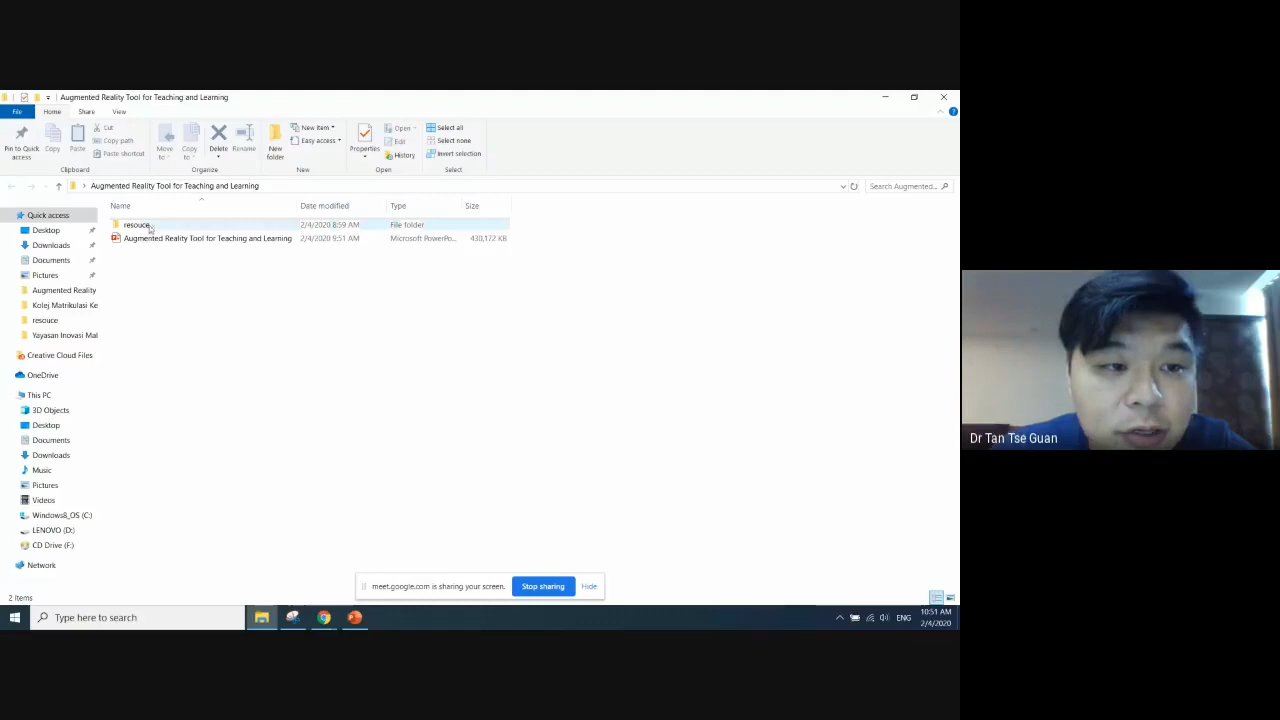 Augmented Reality Tool for Teaching and Learning
File Home Share View
Pin to Quick access
Copy
Paste
Cut
Copy path
Paste shortcut
Clipboard
Move to
Copy to
Delete
Rename
Organize
New folder
New item
Easy access
New
Properties
Open
Edit
History
Open
Select all
Select none
Invert selection
Select
Augmented Reality Tool for Teaching and Learning
Search Augmented...
Name Date modified Type Size
resouce 2/4/2020 8:59 AM File folder
Augmented Reality Tool for Teaching and Learning 2/4/2020 9:51 AM Microsoft PowerPo... 430,172 KB
Quick access
Desktop
Downloads
Documents
Pictures
Augmented Reality
Kolej Matrikulasi Ke
resouce
Yayasan Inovasi Mal
Creative Cloud Files
OneDrive
This PC
3D Objects
Desktop
Documents
Downloads
Music
Pictures
Videos
Windows8_OS (C:)
LENOVO (D:)
CD Drive (F:)
Network
Dr Tan Tse Guan
meet.google.com is sharing your screen. Stop sharing Hide
2 items
Type here to search
ENG
10:51 AM
2/4/2020